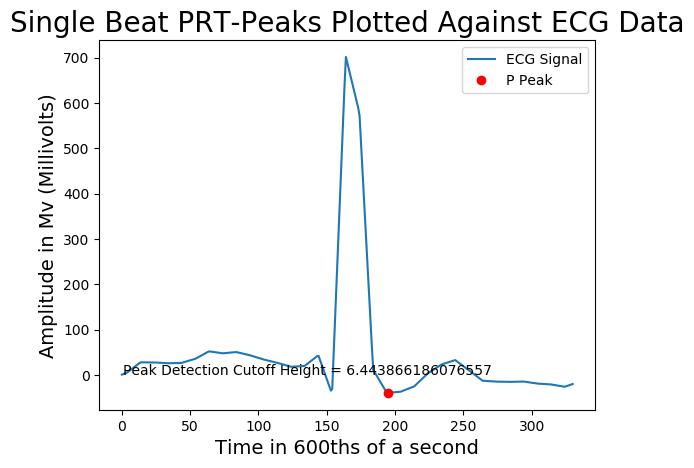 Single Beat PRT-Peaks Plotted Against ECG Data
ECG Signal
P Peak
700
600
500
400
300
200
100
0
Amplitude in Mv (Millivolts)
Peak Detection Cutoff Height = 6.443866186076557
0 50 100 150 200 250 300
Time in 600ths of a second